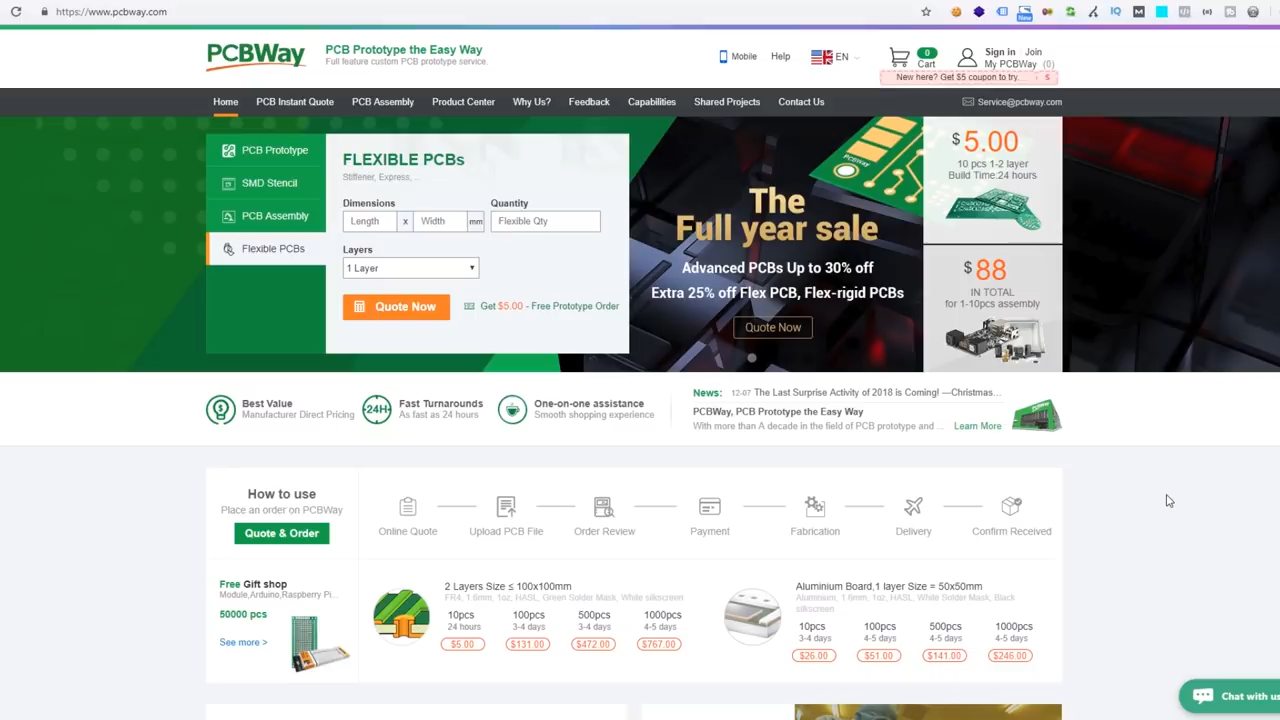 https://www.pcbway.com
New
PCBWay
PCB Prototype the Easy Way
Full feature custom PCB prototype service.
Mobile
Help
EN
0
Cart
Sign in Join
My PCBWay (0)
New here? Get $5 coupon to try....
Home PCB Instant Quote PCB Assembly Product Center Why Us? Feedback Capabilities Shared Projects Contact Us
Service@pcbway.com
PCB Prototype
SMD Stencil
PCB Assembly
Flexible PCBs
FLEXIBLE PCBs
Stiffener, Express, ...
Dimensions
Quantity
Length x Width mm
Flexible Qty
Layers
1 Layer
Quote Now
Get $5.00 - Free Prototype Order
The
Full year sale
Advanced PCBs Up to 30% off
Extra 25% off Flex PCB, Flex-rigid PCBs
Quote Now
$ 5.00
10 pcs 1-2 layer
Build Time:24 hours
$ 88
IN TOTAL
for 1-10pcs assembly
Best Value
Manufacturer Direct Pricing
24H
Fast Turnarounds
As fast as 24 hours
One-on-one assistance
Smooth shopping experience
News: 12-07 The Last Surprise Activity of 2018 is Coming! —Christmas...
PCBWay, PCB Prototype the Easy Way
With more than A decade in the field of PCB prototype and ... Learn More
How to use
Place an order on PCBWay
Quote & Order
Online Quote
Upload PCB File
Order Review
Payment
Fabrication
Delivery
Confirm Received
Free Gift shop
Module,Arduino,Raspberry Pi...
50000 pcs
See more >
2 Layers Size ≤ 100x100mm
FR4, 1.6mm, 1oz, HASL, Green Solder Mask, White silkscreen
10pcs 100pcs 500pcs 1000pcs
24 hours 3-4 days 3-4 days 4-5 days
$5.00 $131.00 $472.00 $767.00
Aluminium Board,1 layer Size = 50x50mm
Aluminium, 1.6mm, 1oz, HASL, White Solder Mask, Black
silkscreen
10pcs 100pcs 500pcs 1000pcs
3-4 days 4-5 days 4-5 days 4-5 days
$26.00 $51.00 $141.00 $246.00
Chat with us